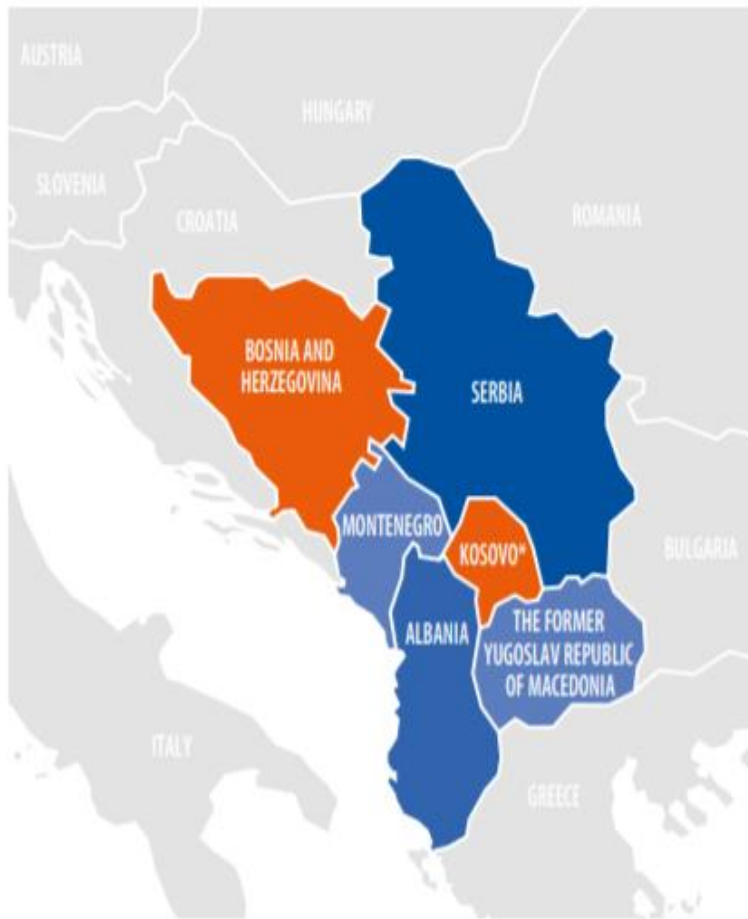 AUSTRIA
HUNGARY
SLOVENIA
CROATIA
ROMANIA
BOSNIA AND
HERZEGOVINA
SERBIA
MONTENEGRO
KOSOVO*
BULGARIA
ALBANIA
THE FORMER
YUGOSLAV REPUBLIC
OF MACEDONIA
ITALY
GREECE